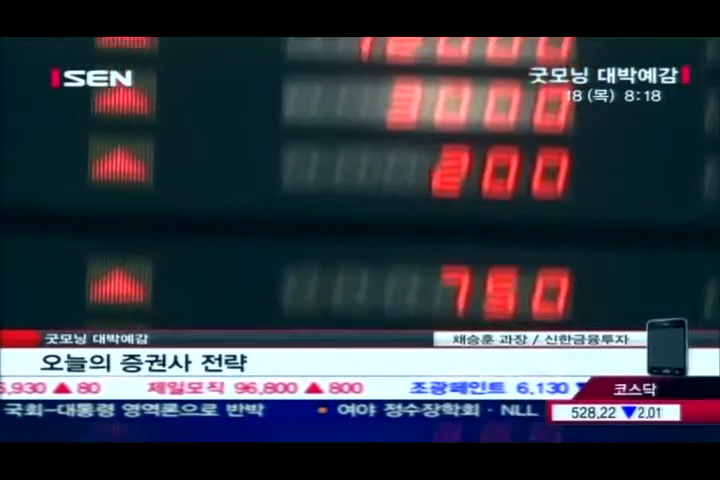 SEN
굿모닝 대박예감
18 (목) 8:18
3000
200
750
굿모닝 대박예감
채승훈 과장 / 신한금융투자
오늘의 증권사 전략
6,930 ▲ 80 제일모직 96,800 ▲ 800 조광페인트 6,130 ▼
코스닥
국회-대통령 영역론으로 반박 • 여야 정수장학회 · NLL
528.22 ▼ 2.01